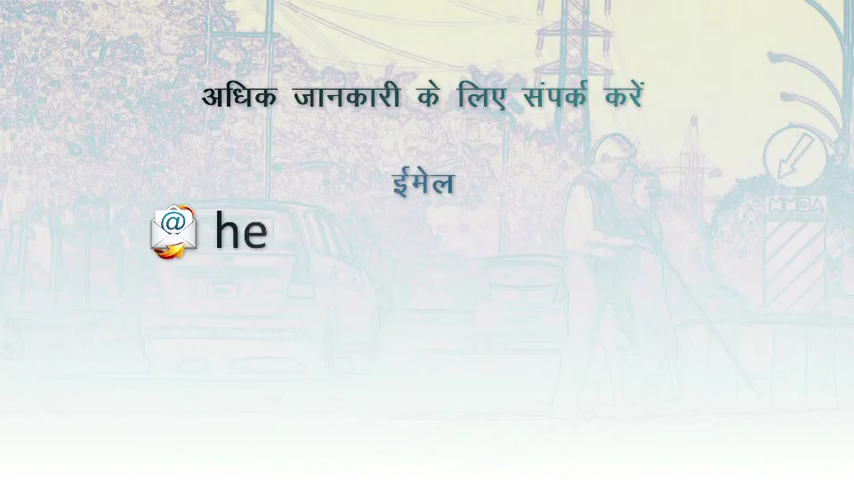 अधिक जानकारी के लिए संपर्क करें
ईमेल
he